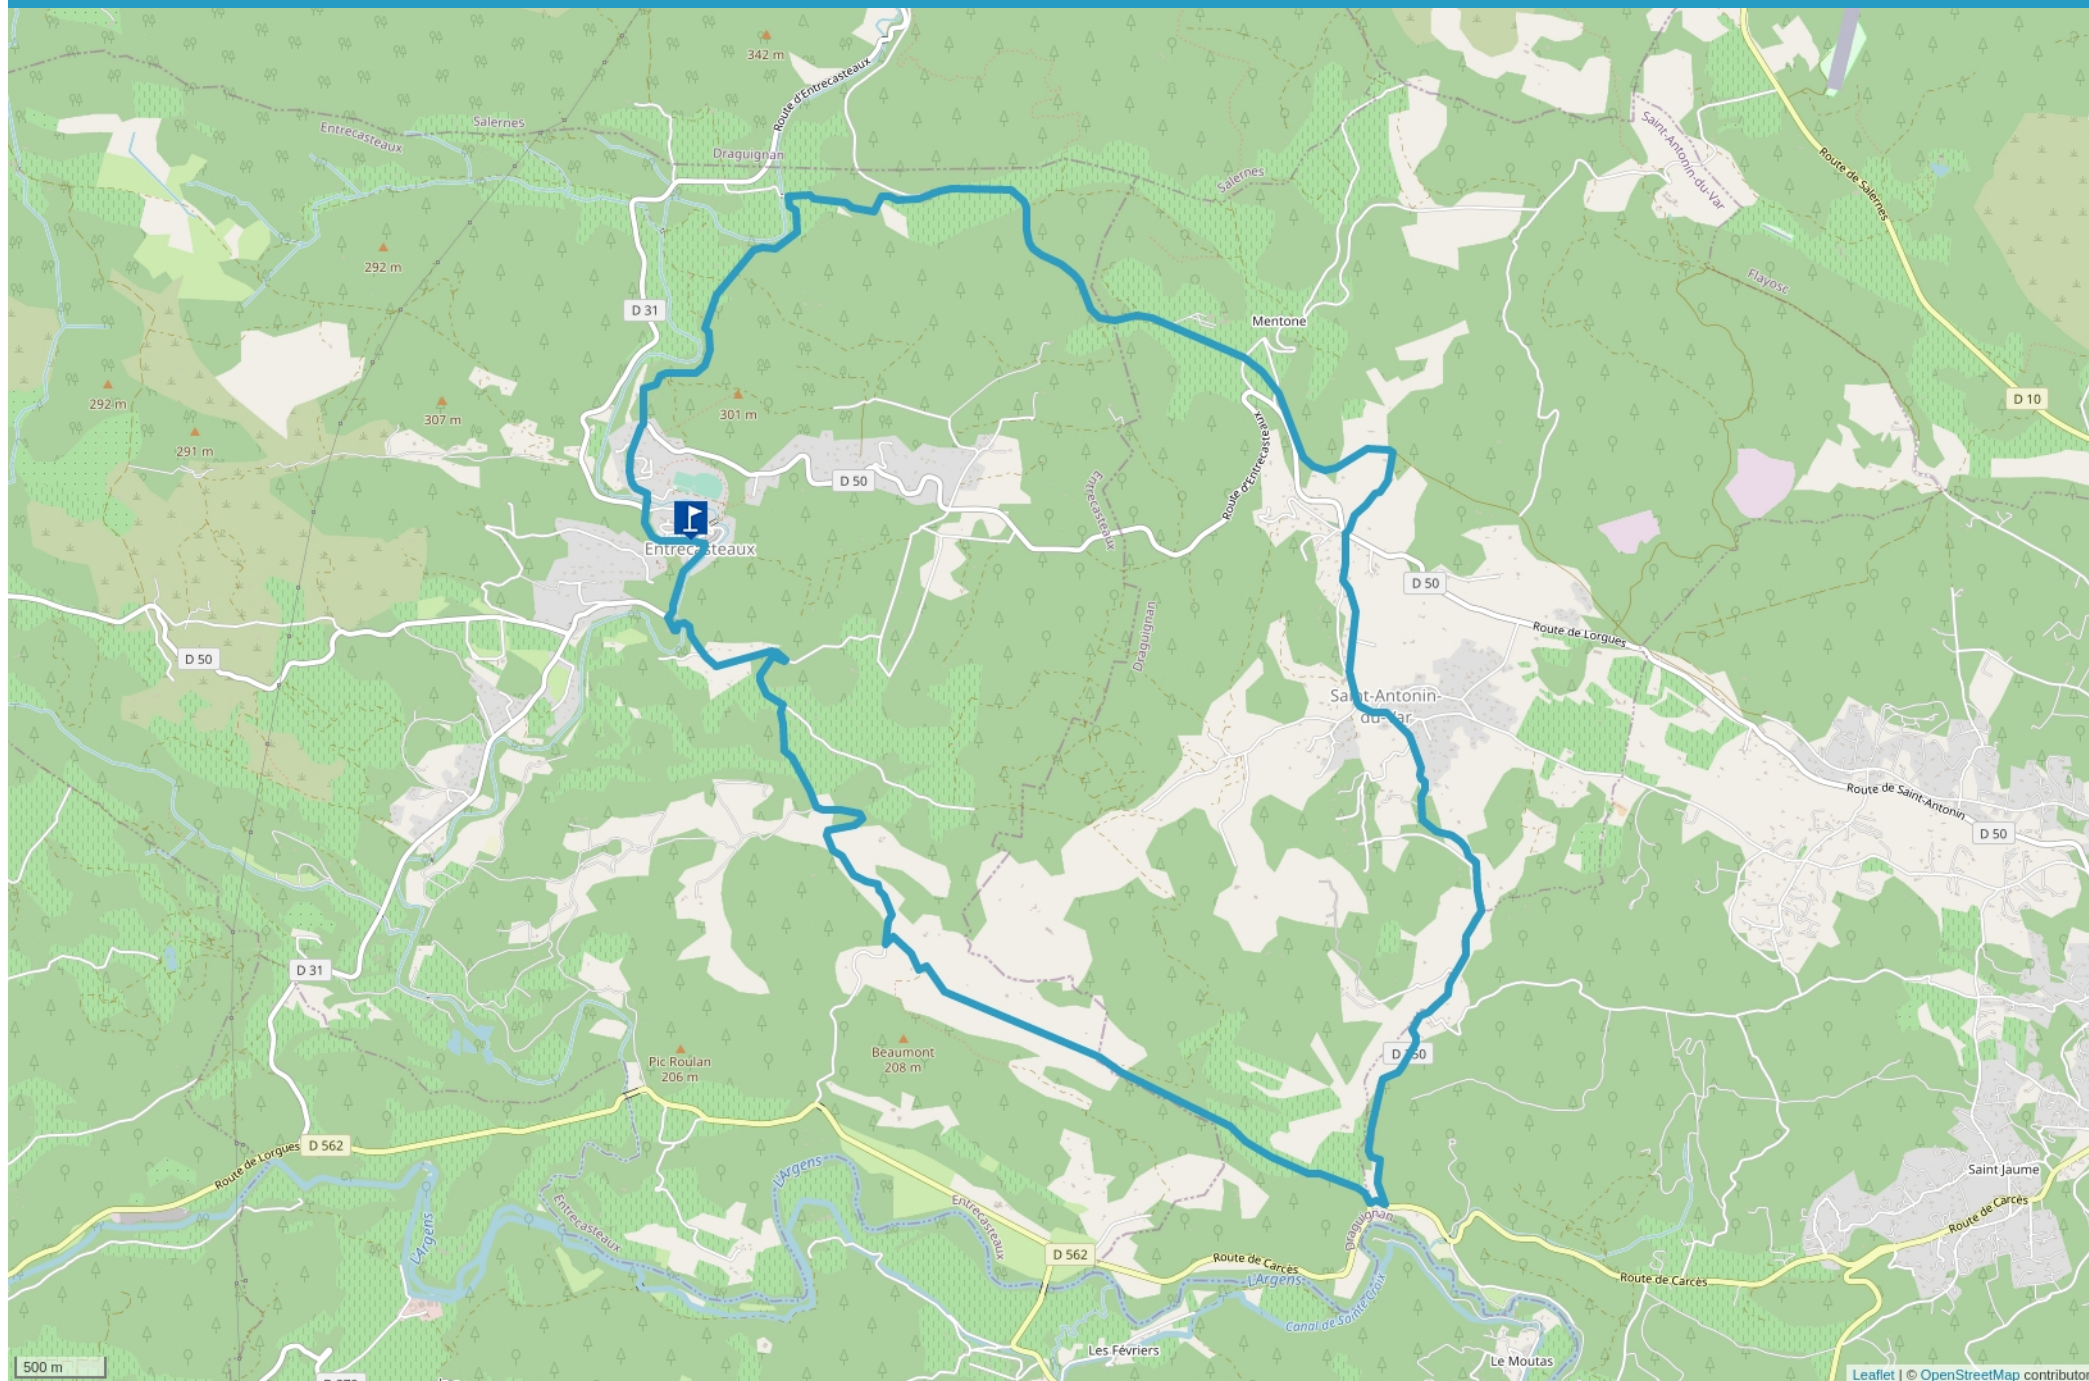 342 m
Route d'Entrecasteaux
Salernes
Entrecasteaux
Draguignan
Salernes
Saint-Antonin-du-Var
Route de Salernes
292 m
Flayosc
D 31
Mentone
292 m
307 m
301 m
D 10
291 m
Route d'Entrecasteaux
D 50
Entrecasteaux
Entrecasteaux
D 50
Draguignan
Route de Lorgues
D 50
Saint-Antonin-
du-Var
Route de Saint-Antonin
D 50
D 31
Pic Roulan
206 m
Beaumont
208 m
D 562
Route de Lorgues
L'Argens
Saint Jaume
Route de Carcès
Entrecasteaux
Entrecasteaux
L'Argens
Draguignan
D 562
Route de Carcès
L'Argens
Route de Carcès
Canal de Sainte-Croix
Les Févriers
Le Moutas
500 m
Leaflet | © OpenStreetMap contributor